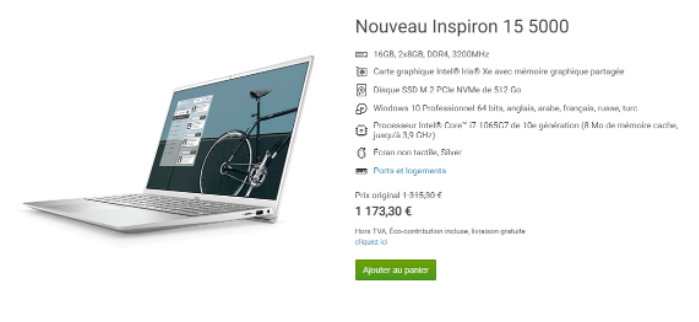 Nouveau Inspiron 15 5000
16GB, 2x8GB, DDR4, 3200MHz
Carte graphique Intel® Iris® Xe avec mémoire graphique partagée
Disque SSD M.2 PCIe NVMe de 512 Go
Windows 10 Professionnel 64 bits, anglais, arabe, français, russe, turc
Processeur Intel® Core™ i7 1065G7 de 10e génération (8 Mo de mémoire cache,
jusqu'à 3,9 GHz)
Écran non tactile, Silver
Ports et logements
Prix original 1 315,30 €
1 173,30 €
Hors TVA, Éco-contribution incluse, livraison gratuite
cliquez ici
Ajouter au panier